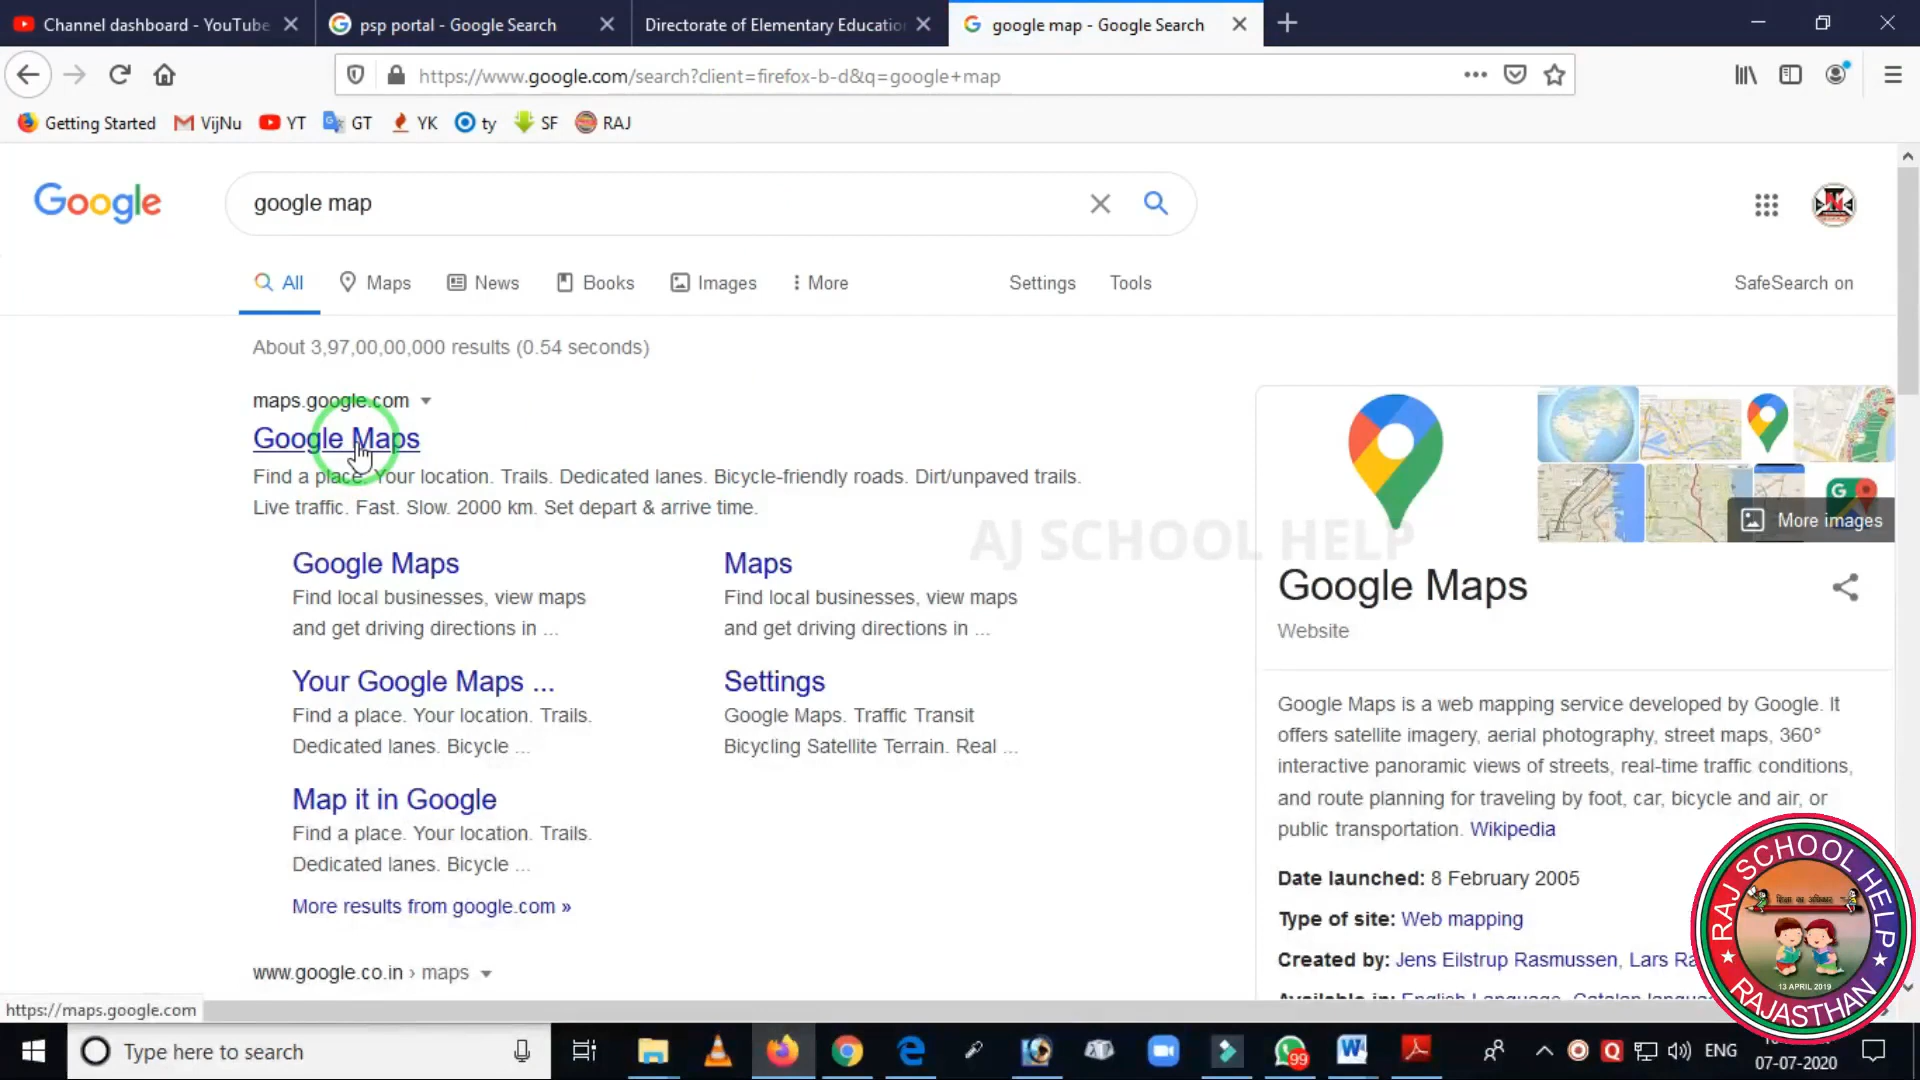 Channel dashboard - YouTube
psp portal - Google Search
Directorate of Elementary Educatio
google map - Google Search
https://www.google.com/search?client=firefox-b-d&q=google+map
Getting Started
VijNu
YT
GT
YK
ty
SF
RAJ
Google
google map
All
Maps
News
Books
Images
More
Settings
Tools
SafeSearch on
About 3,97,00,00,000 results (0.54 seconds)
maps.google.com
Google Maps
Find a place. Your location. Trails. Dedicated lanes. Bicycle-friendly roads. Dirt/unpaved trails.
Live traffic. Fast. Slow. 2000 km. Set depart & arrive time.
Google Maps
Find local businesses, view maps
and get driving directions in ...
Maps
Find local businesses, view maps
and get driving directions in ...
Your Google Maps ...
Find a place. Your location. Trails.
Dedicated lanes. Bicycle ...
Settings
Google Maps. Traffic Transit
Bicycling Satellite Terrain. Real ...
Map it in Google
Find a place. Your location. Trails.
Dedicated lanes. Bicycle ...
More results from google.com »
www.google.co.in › maps
AJ SCHOOL HELP
More images
Google Maps
Website
Google Maps is a web mapping service developed by Google. It
offers satellite imagery, aerial photography, street maps, 360°
interactive panoramic views of streets, real-time traffic conditions,
and route planning for traveling by foot, car, bicycle and air, or
public transportation. Wikipedia
Date launched: 8 February 2005
Type of site: Web mapping
Created by: Jens Eilstrup Rasmussen, Lars Ra
RAJ SCHOOL HELP
शिक्षा का अधिकार
13 APRIL 2019
RAJASTHAN
https://maps.google.com
Type here to search
99
ENG
07-07-2020